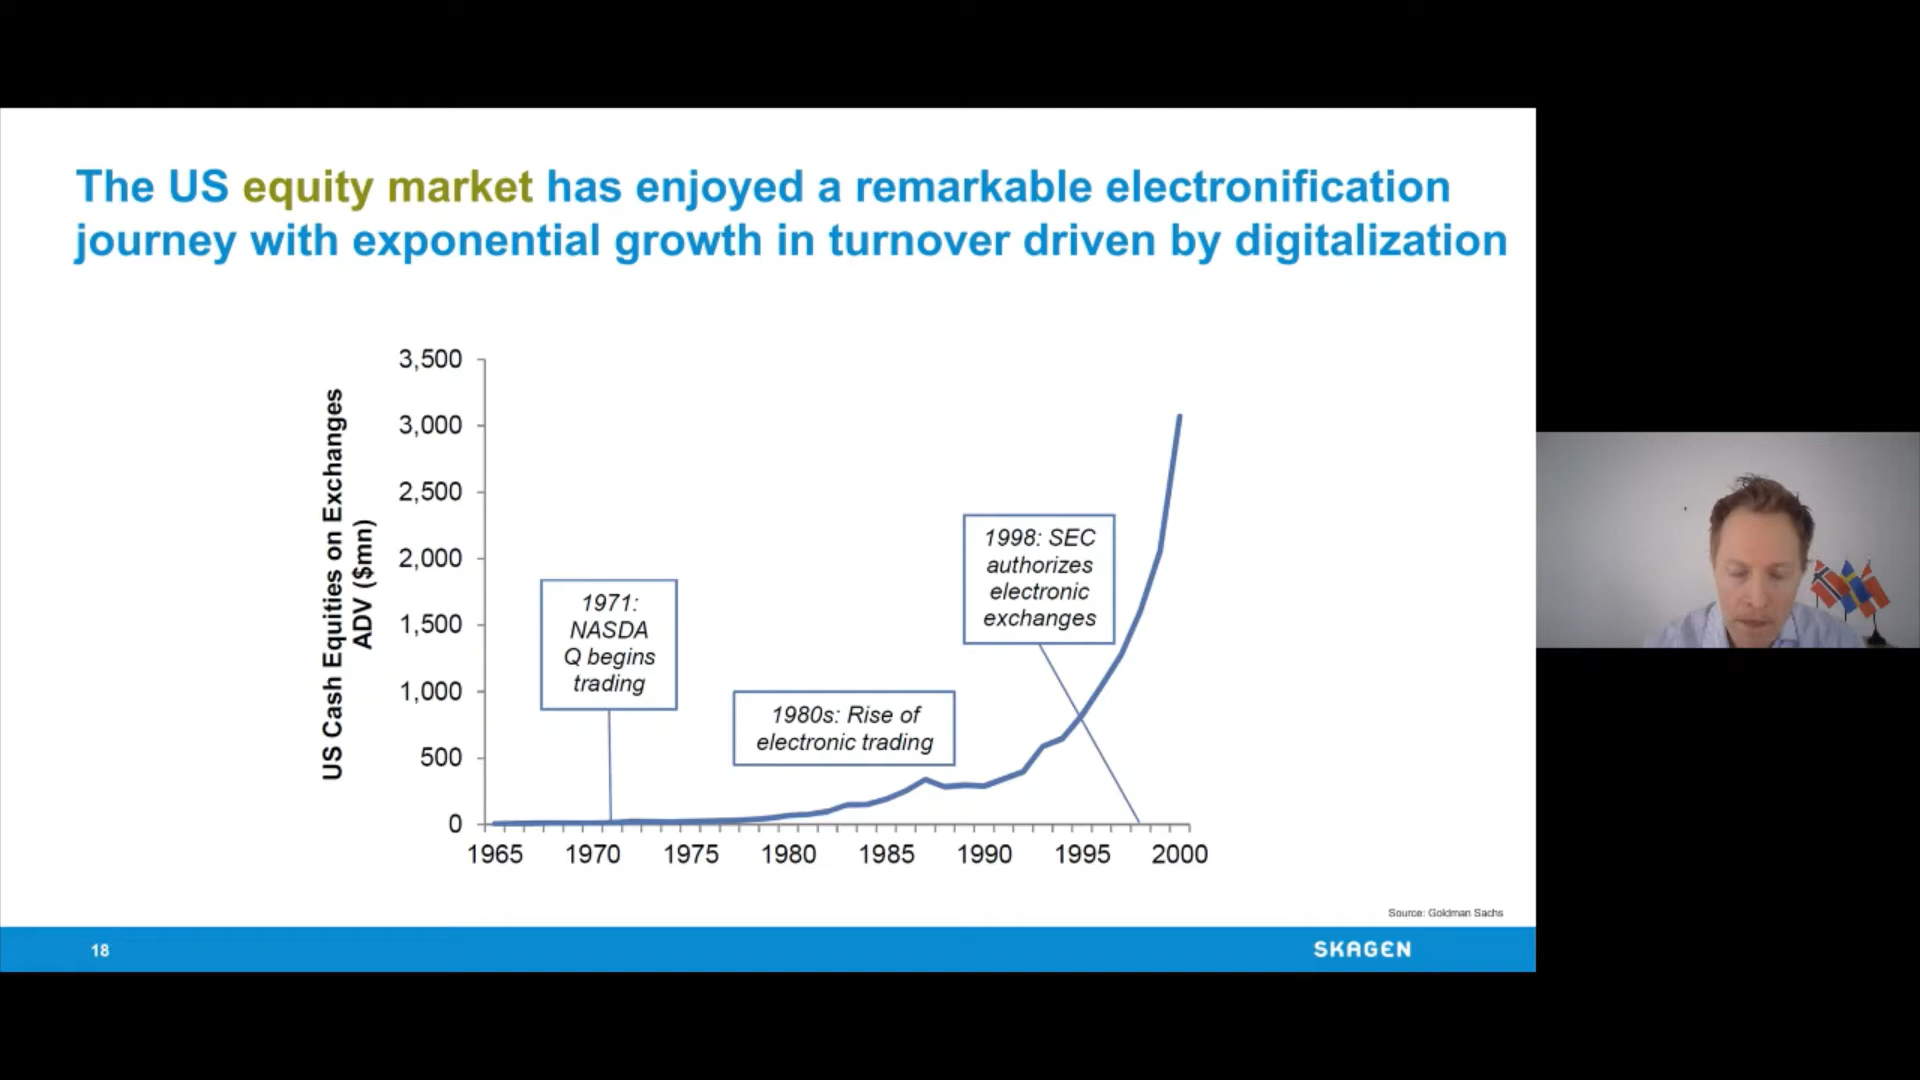 The US equity market has enjoyed a remarkable electronification
journey with exponential growth in turnover driven by digitalization
US Cash Equities on Exchanges
ADV ($mn)
3,500
3,000
2,500
2,000
1,500
1,000
500
0
1971:
NASDA
Q begins
trading
1980s: Rise of
electronic trading
1998: SEC
authorizes
electronic
exchanges
1965 1970 1975 1980 1985 1990 1995 2000
Source: Goldman Sachs
18
SKAGEN